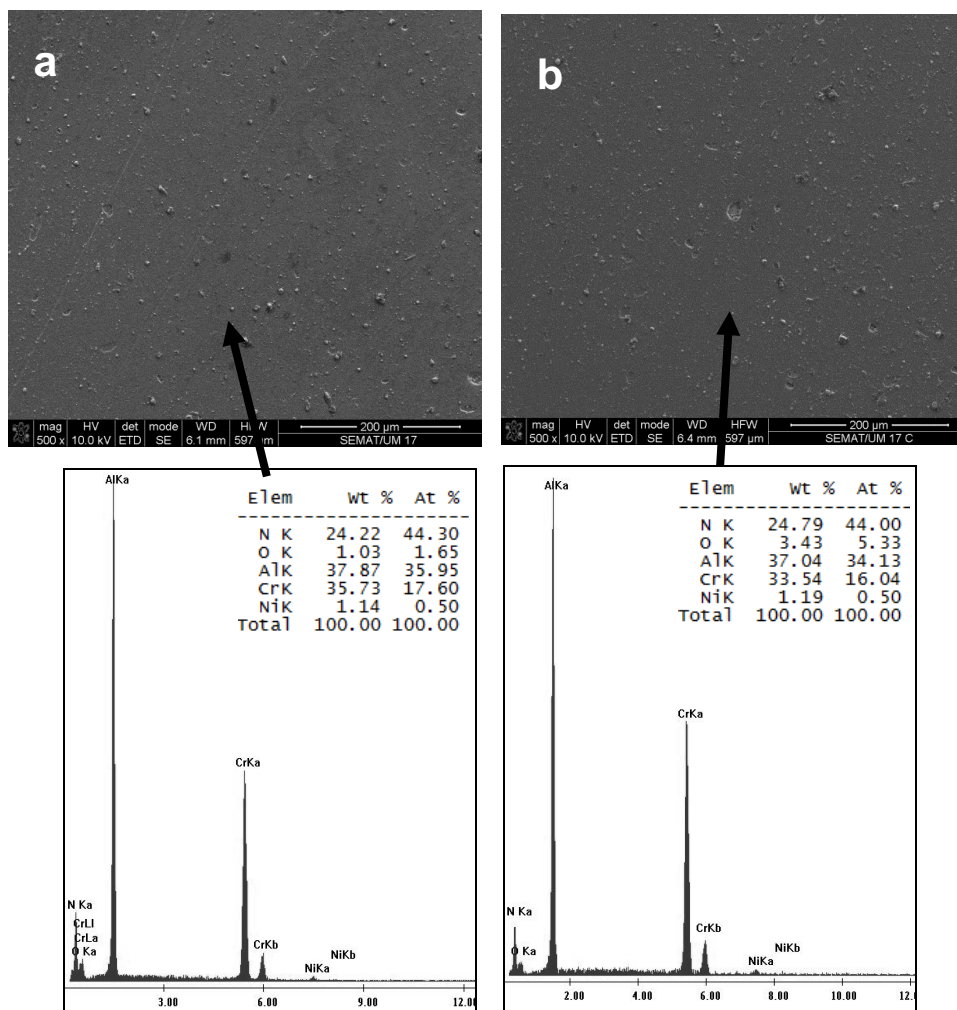 a
mag HV det mode WD HFW 200 µm
500 x 10.0 kV ETD SE 6.1 mm 597 µm SEMAT/UM 17
b
mag HV det mode WD HFW 200 µm
500 x 10.0 kV ETD SE 6.4 mm 597 µm SEMAT/UM 17 C
AlKa
Elem Wt % At %
N K 24.22 44.30
O K 1.03 1.65
AlK 37.87 35.95
CrK 35.73 17.60
NiK 1.14 0.50
Total 100.00 100.00
CrKa
N Ka
CrLl
CrLa
O Ka
CrKb
NiKa
NiKb
3.00 6.00 9.00 12.0
AlKa
Elem Wt % At %
N K 24.79 44.00
O K 3.43 5.33
AlK 37.04 34.13
CrK 33.54 16.04
NiK 1.19 0.50
Total 100.00 100.00
CrKa
N Ka
O Ka
CrKb
NiKa
NiKb
2.00 4.00 6.00 8.00 10.00 12.